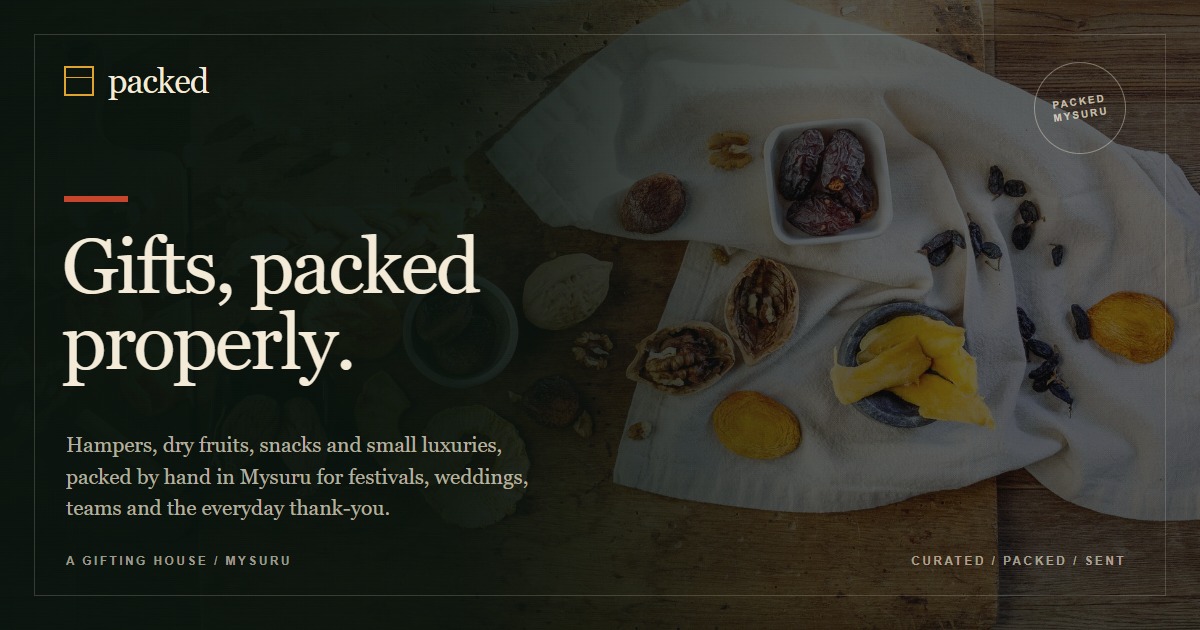 packed
PACKED
MYSURU
Gifts, packed
properly.
Hampers, dry fruits, snacks and small luxuries,
packed by hand in Mysuru for festivals, weddings,
teams and the everyday thank-you.
A GIFTING HOUSE / MYSURU
CURATED / PACKED / SENT